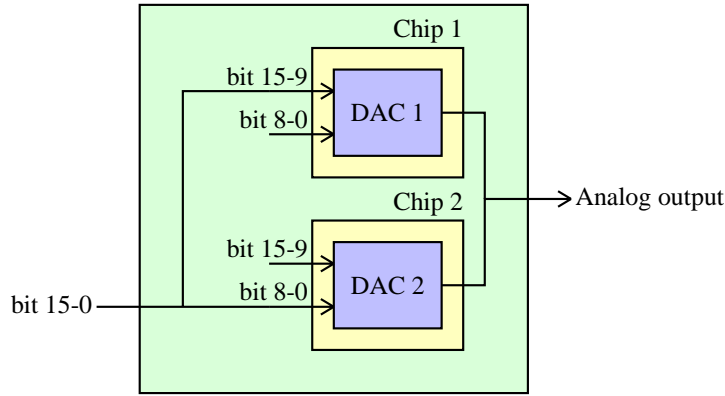 Chip 1
bit 15-9
DAC 1
bit 8-0
Chip 2
Analog output
bit 15-9
DAC 2
bit 8-0
bit 15-0